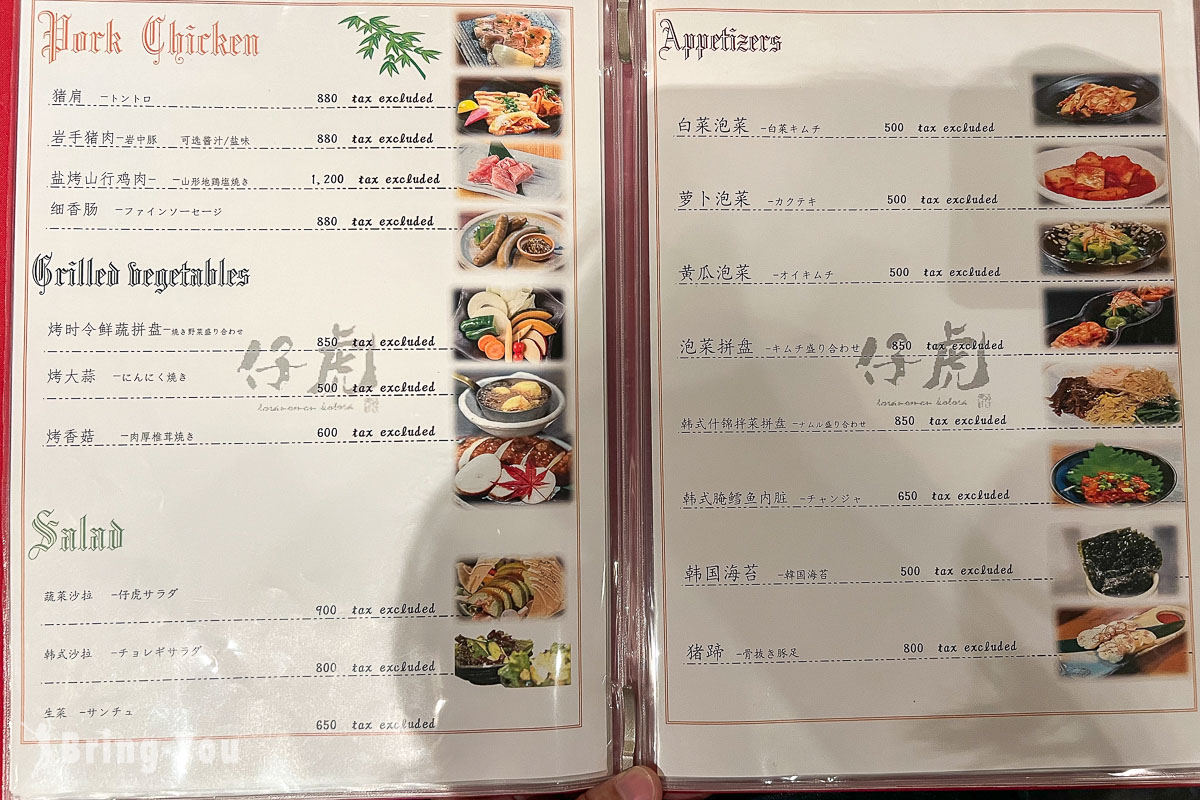 Pork Chicken
猪肩 －トントロ 880 tax excluded
岩手猪肉－岩中豚 可选酱汁/盐味 880 tax excluded
盐烤山行鸡肉－ －山形地鶏塩焼き 1,200 tax excluded
细香肠 －ファインソーセージ 880 tax excluded
Grilled vegetables
烤时令鲜蔬拼盘－焼き野菜盛り合わせ 850 tax excluded
烤大蒜 －にんにく焼き 500 tax excluded
烤香菇 －肉厚椎茸焼き 600 tax excluded
仔虎
Salad
蔬菜沙拉 －仔虎サラダ 900 tax excluded
韩式沙拉 －チョレギサラダ 800 tax excluded
生菜 －サンチュ 650 tax excluded
Bring-You
Appetizers
白菜泡菜 －白菜キムチ 500 tax excluded
萝卜泡菜 －カクテキ 500 tax excluded
黄瓜泡菜 －オイキムチ 500 tax excluded
泡菜拼盘 －キムチ盛り合わせ 850 tax excluded
仔虎
韩式什锦拌菜拼盘 －ナムル盛り合わせ 850 tax excluded
韩式腌鳕鱼内脏 －チャンジャ 650 tax excluded
韩国海苔 －韓国海苔 500 tax excluded
猪蹄 －骨抜き豚足 800 tax excluded